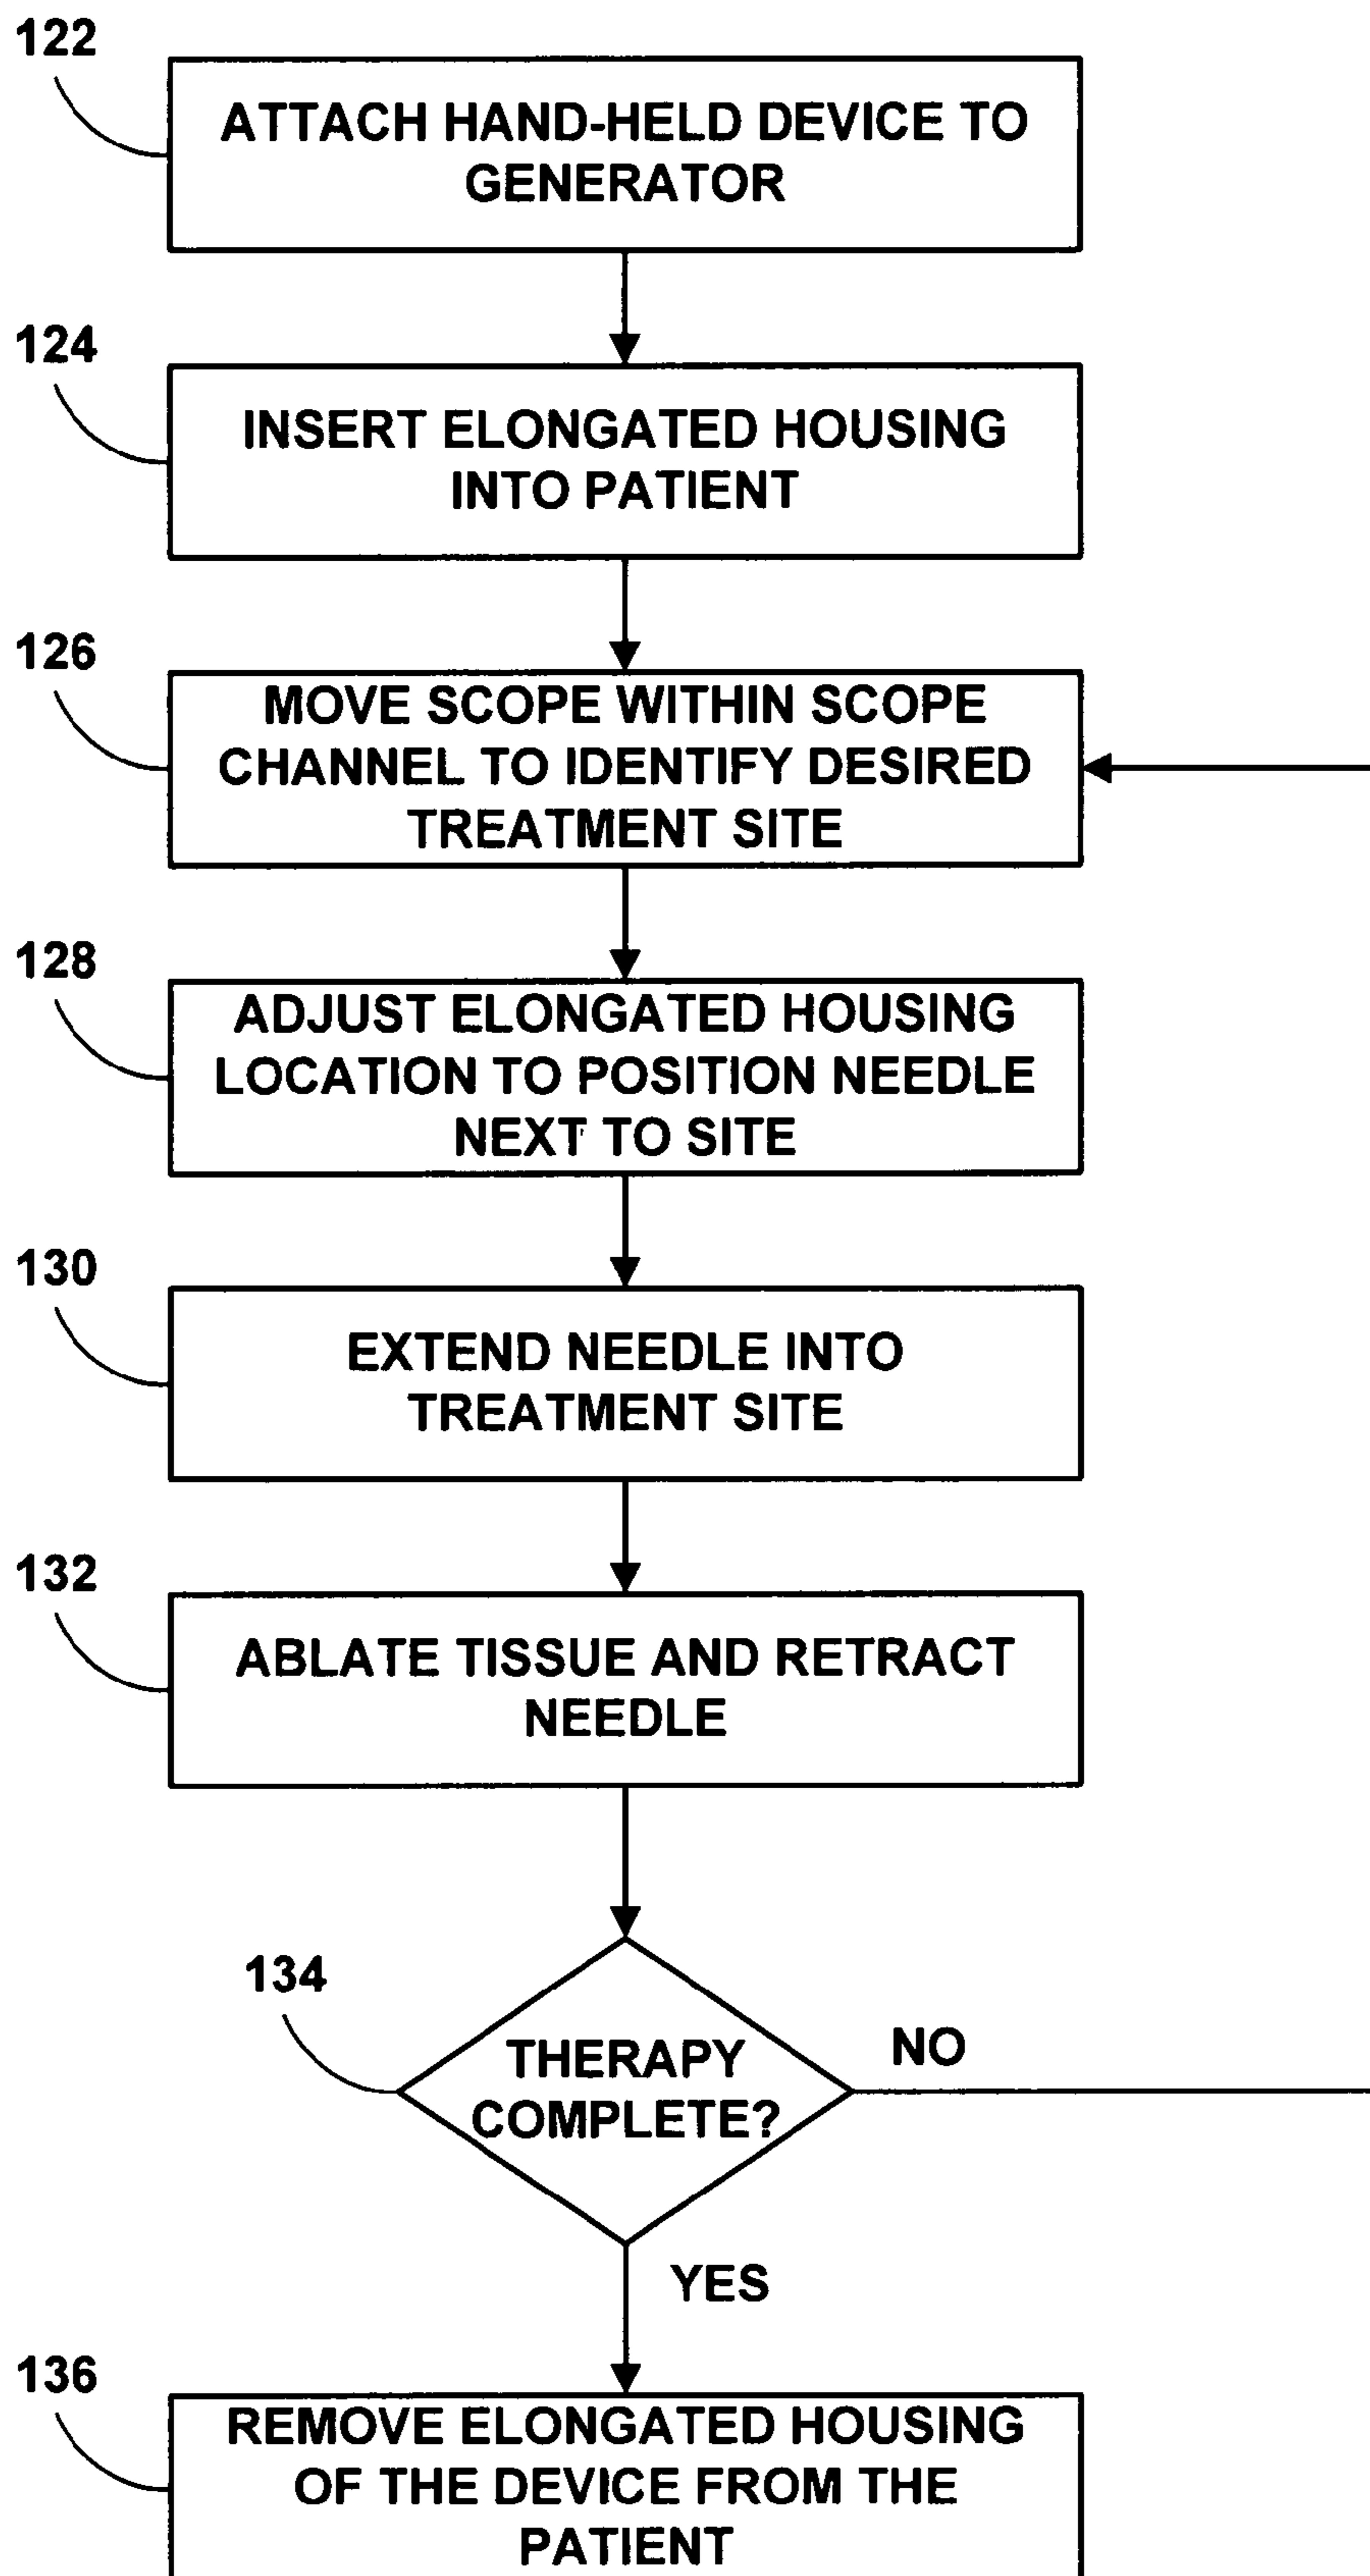 122
ATTACH HAND-HELD DEVICE TO
GENERATOR
124
INSERT ELONGATED HOUSING
INTO PATIENT
126
MOVE SCOPE WITHIN SCOPE
CHANNEL TO IDENTIFY DESIRED
TREATMENT SITE
128
ADJUST ELONGATED HOUSING
LOCATION TO POSITION NEEDLE
NEXT TO SITE
130
EXTEND NEEDLE INTO
TREATMENT SITE
132
ABLATE TISSUE AND RETRACT
NEEDLE
134
THERAPY
COMPLETE?
NO
YES
136
REMOVE ELONGATED HOUSING
OF THE DEVICE FROM THE
PATIENT